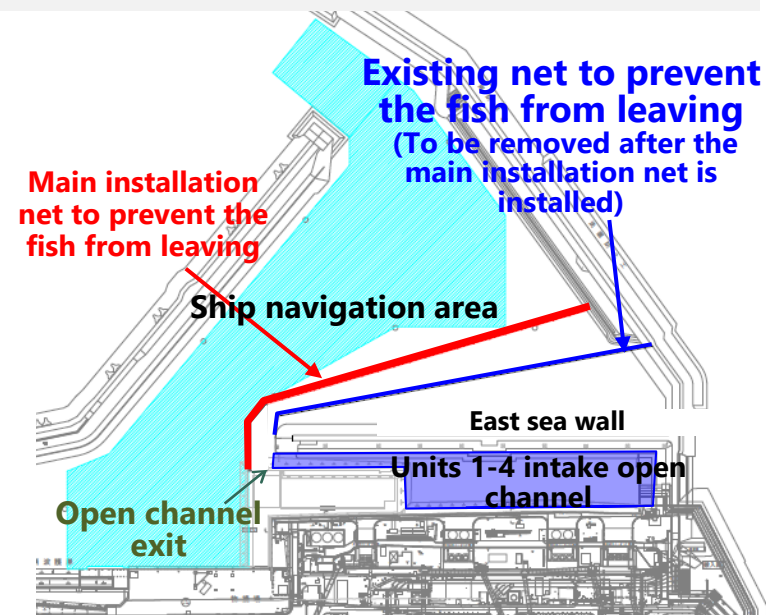 Existing net to prevent
the fish from leaving
(To be removed after the
main installation net is
installed)
Main installation
net to prevent the
fish from leaving
Ship navigation area
East sea wall
Units 1-4 intake open
channel
Open channel
exit